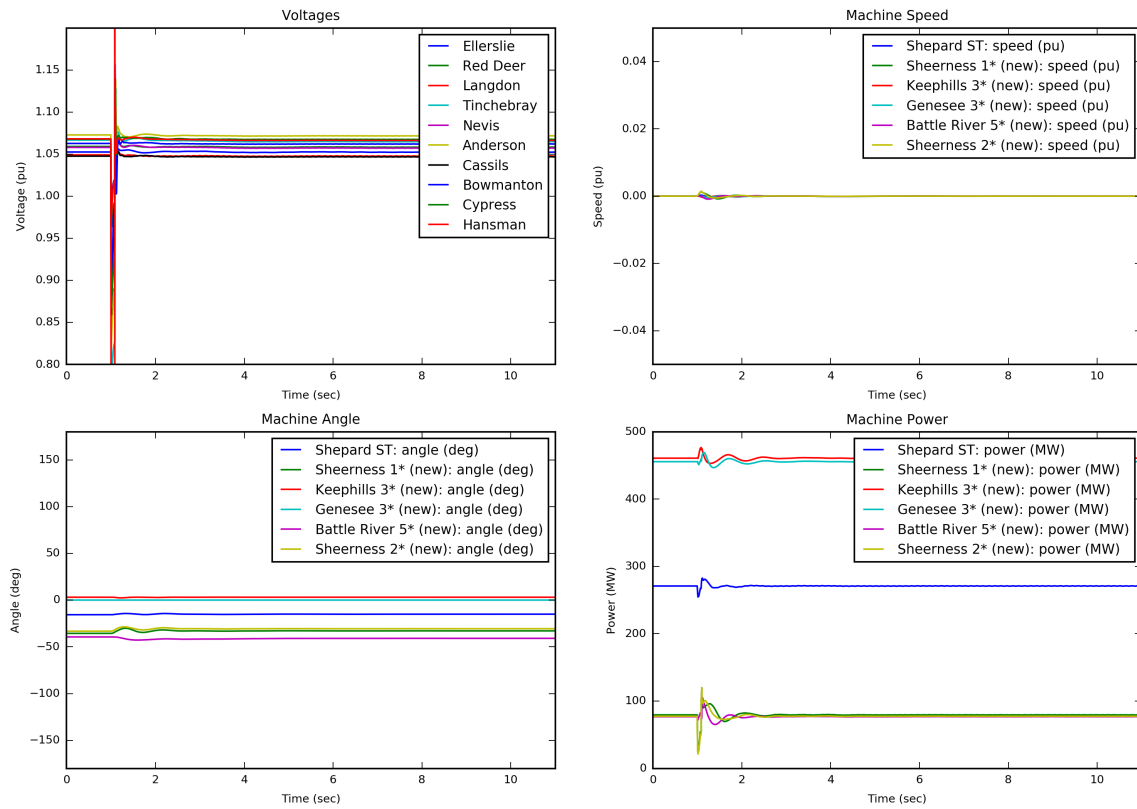 Voltages
1.15
1.10
1.05
1.00
0.95
0.90
0.85
0.80
Voltage (pu)
0 2 4 6 8 10
Time (sec)
Ellerslie
Red Deer
Langdon
Tinchebray
Nevis
Anderson
Cassils
Bowmanton
Cypress
Hansman
Machine Speed
0.04
0.02
0.00
−0.02
−0.04
Speed (pu)
0 2 4 6 8 10
Time (sec)
Shepard ST: speed (pu)
Sheerness 1* (new): speed (pu)
Keephills 3* (new): speed (pu)
Genesee 3* (new): speed (pu)
Battle River 5* (new): speed (pu)
Sheerness 2* (new): speed (pu)
Machine Angle
150
100
50
0
−50
−100
−150
Angle (deg)
0 2 4 6 8 10
Time (sec)
Shepard ST: angle (deg)
Sheerness 1* (new): angle (deg)
Keephills 3* (new): angle (deg)
Genesee 3* (new): angle (deg)
Battle River 5* (new): angle (deg)
Sheerness 2* (new): angle (deg)
Machine Power
500
400
300
200
100
0
Power (MW)
0 2 4 6 8 10
Time (sec)
Shepard ST: power (MW)
Sheerness 1* (new): power (MW)
Keephills 3* (new): power (MW)
Genesee 3* (new): power (MW)
Battle River 5* (new): power (MW)
Sheerness 2* (new): power (MW)